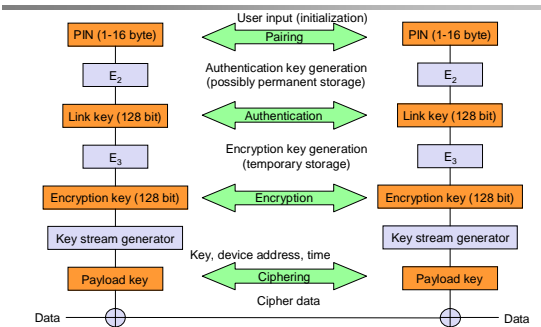 User input (initialization)
PIN (1-16 byte)
Pairing
PIN (1-16 byte)
E2
Authentication key generation
(possibly permanent storage)
E2
Link key (128 bit)
Authentication
Link key (128 bit)
E3
Encryption key generation
(temporary storage)
E3
Encryption key (128 bit)
Encryption
Encryption key (128 bit)
Key stream generator
Key stream generator
Key, device address, time
Payload key
Ciphering
Payload key
Cipher data
Data
Data